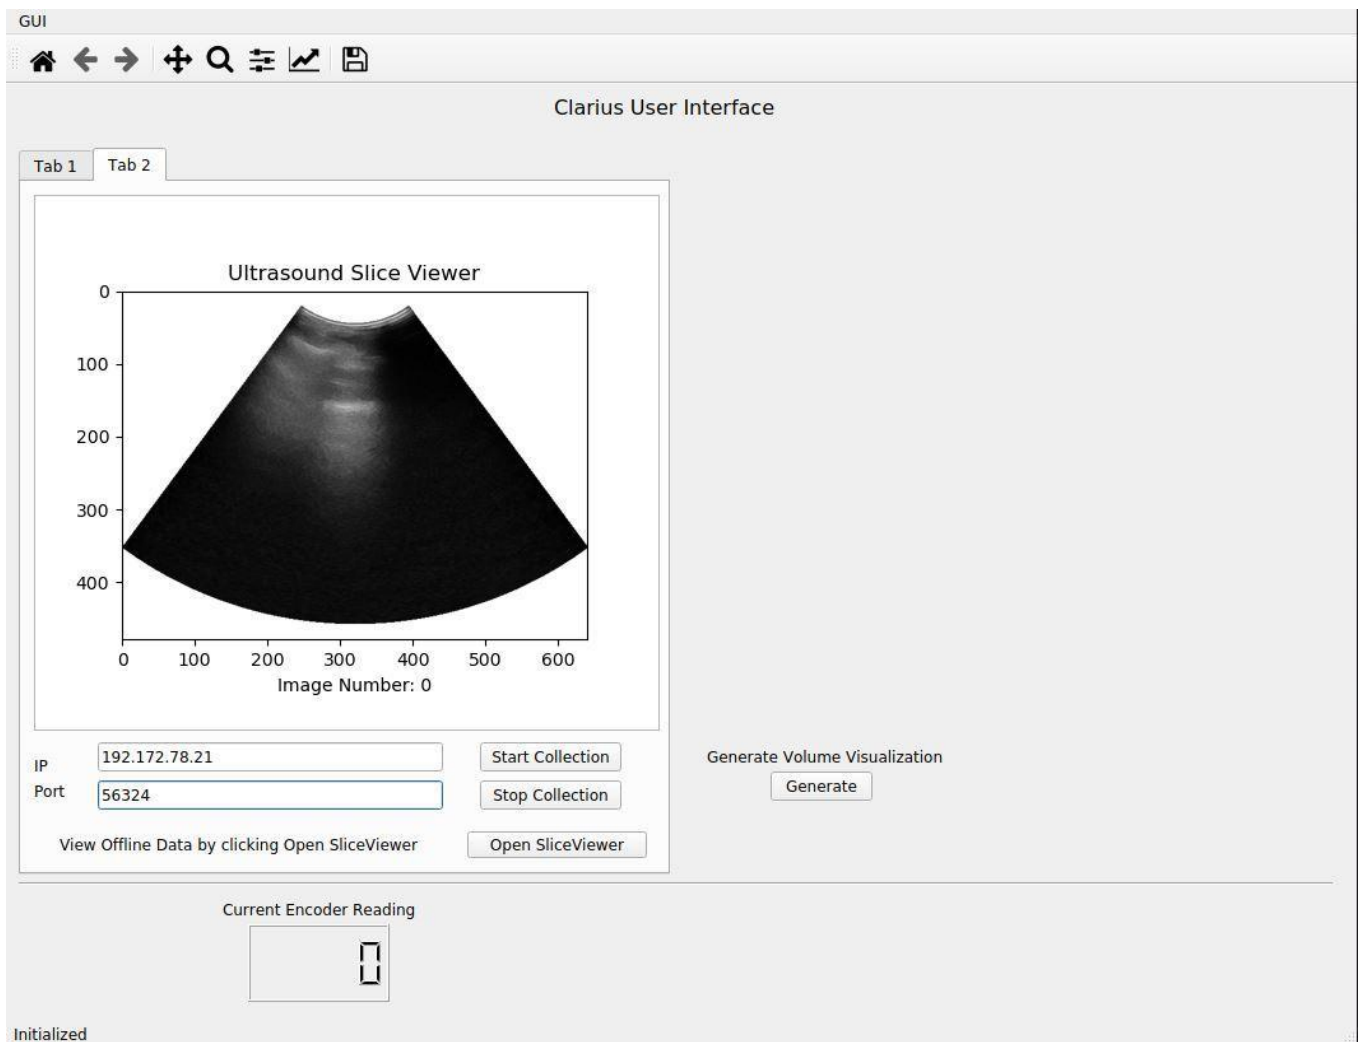 GUI
Clarius User Interface
Tab 1 Tab 2
Ultrasound Slice Viewer
0
100
200
300
400
0 100 200 300 400 500 600
Image Number: 0
IP 192.172.78.21 Start Collection
Port 56324 Stop Collection
View Offline Data by clicking Open SliceViewer Open SliceViewer
Generate Volume Visualization
Generate
Current Encoder Reading
0
Initialized